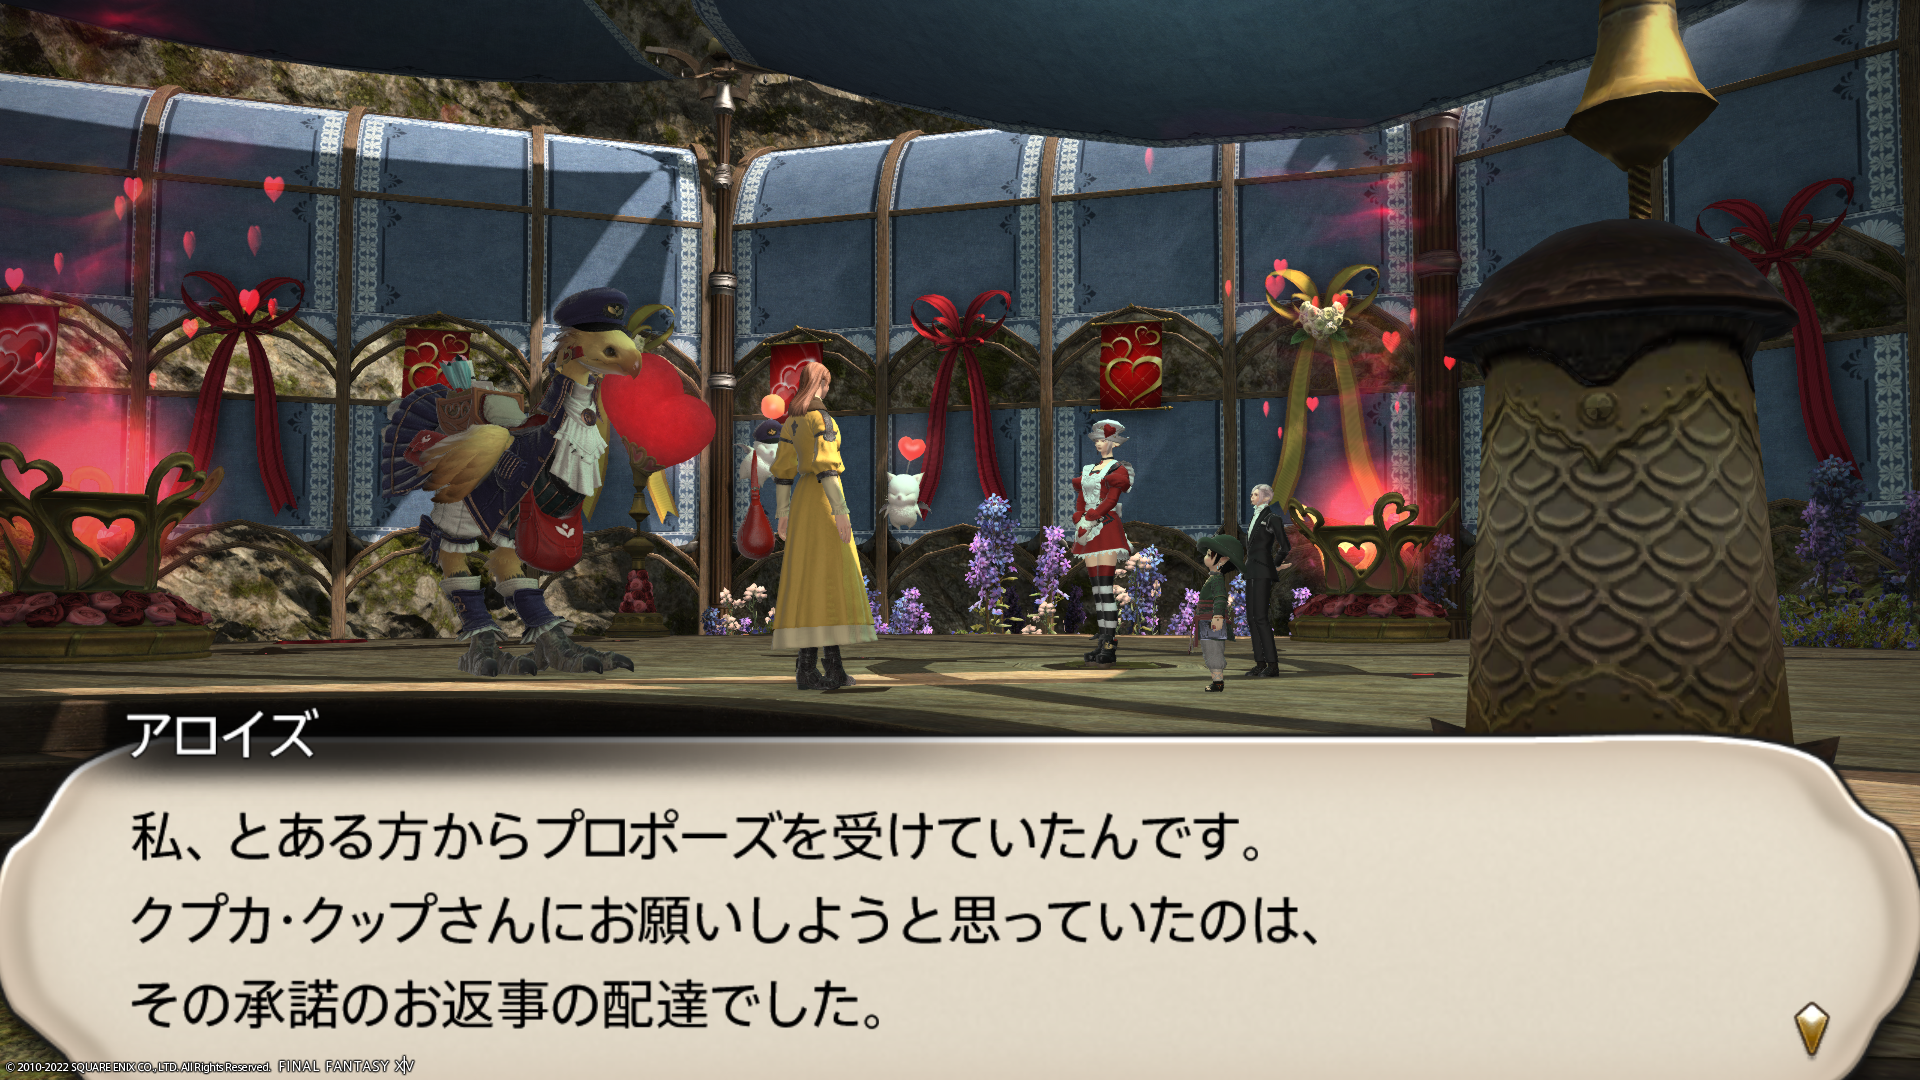 アロイズ
私、とある方からプロポーズを受けていたんです。
クプカ・クップさんにお願いしようと思っていたのは、
その承諾のお返事の配達でした。
© 2010-2022 SQUARE ENIX CO., LTD. All Rights Reserved. FINAL FANTASY XIV